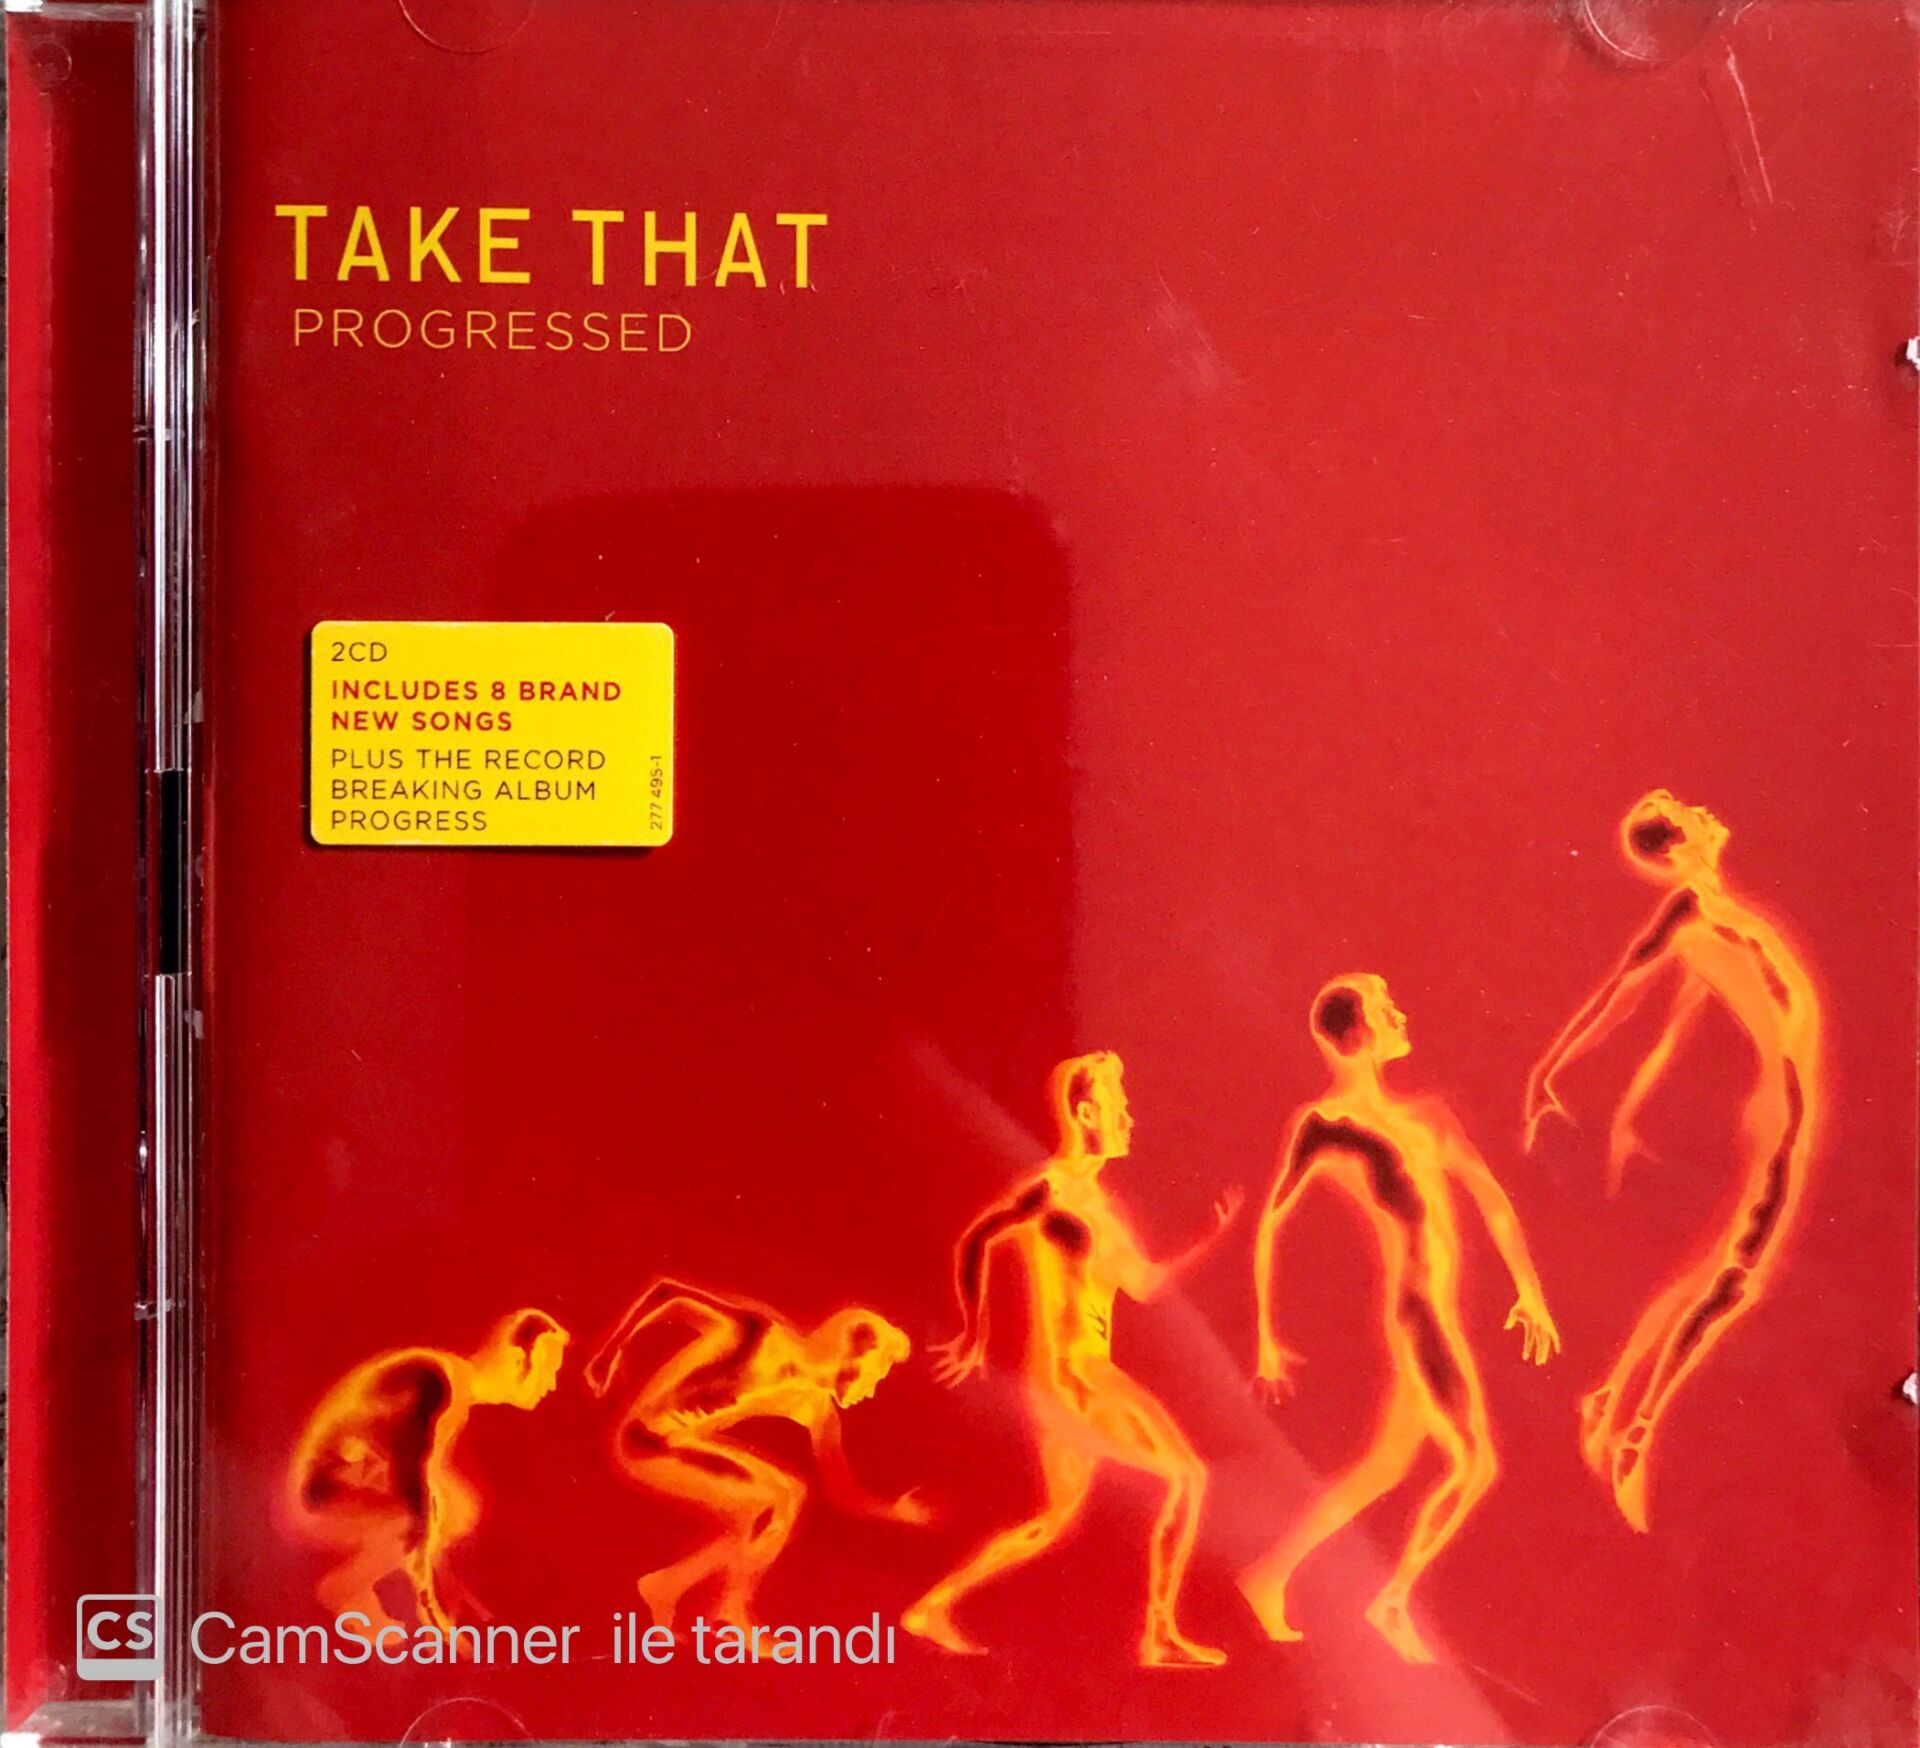 TAKE THAT
PROGRESSED
2CD
INCLUDES 8 BRAND
NEW SONGS
PLUS THE RECORD
BREAKING ALBUM
PROGRESS
277 495-1
CS CamScanner ile tarandı